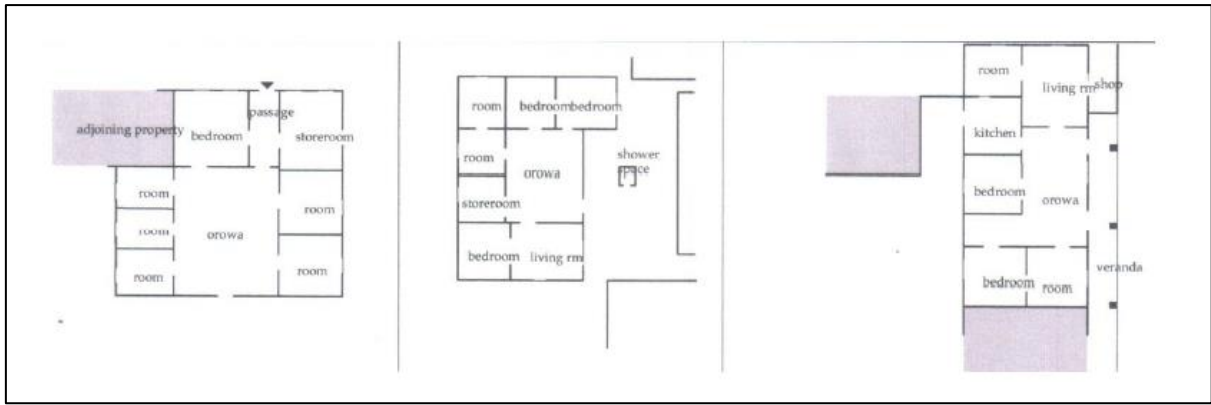 adjoining property
bedroom
passage
storeroom
room
room
room
orowa
room
room
room
bedroom
bedroom
room
orowa
shower
space
storeroom
bedroom
living rm
room
living rm
shop
kitchen
bedroom
orowa
veranda
bedroom
room